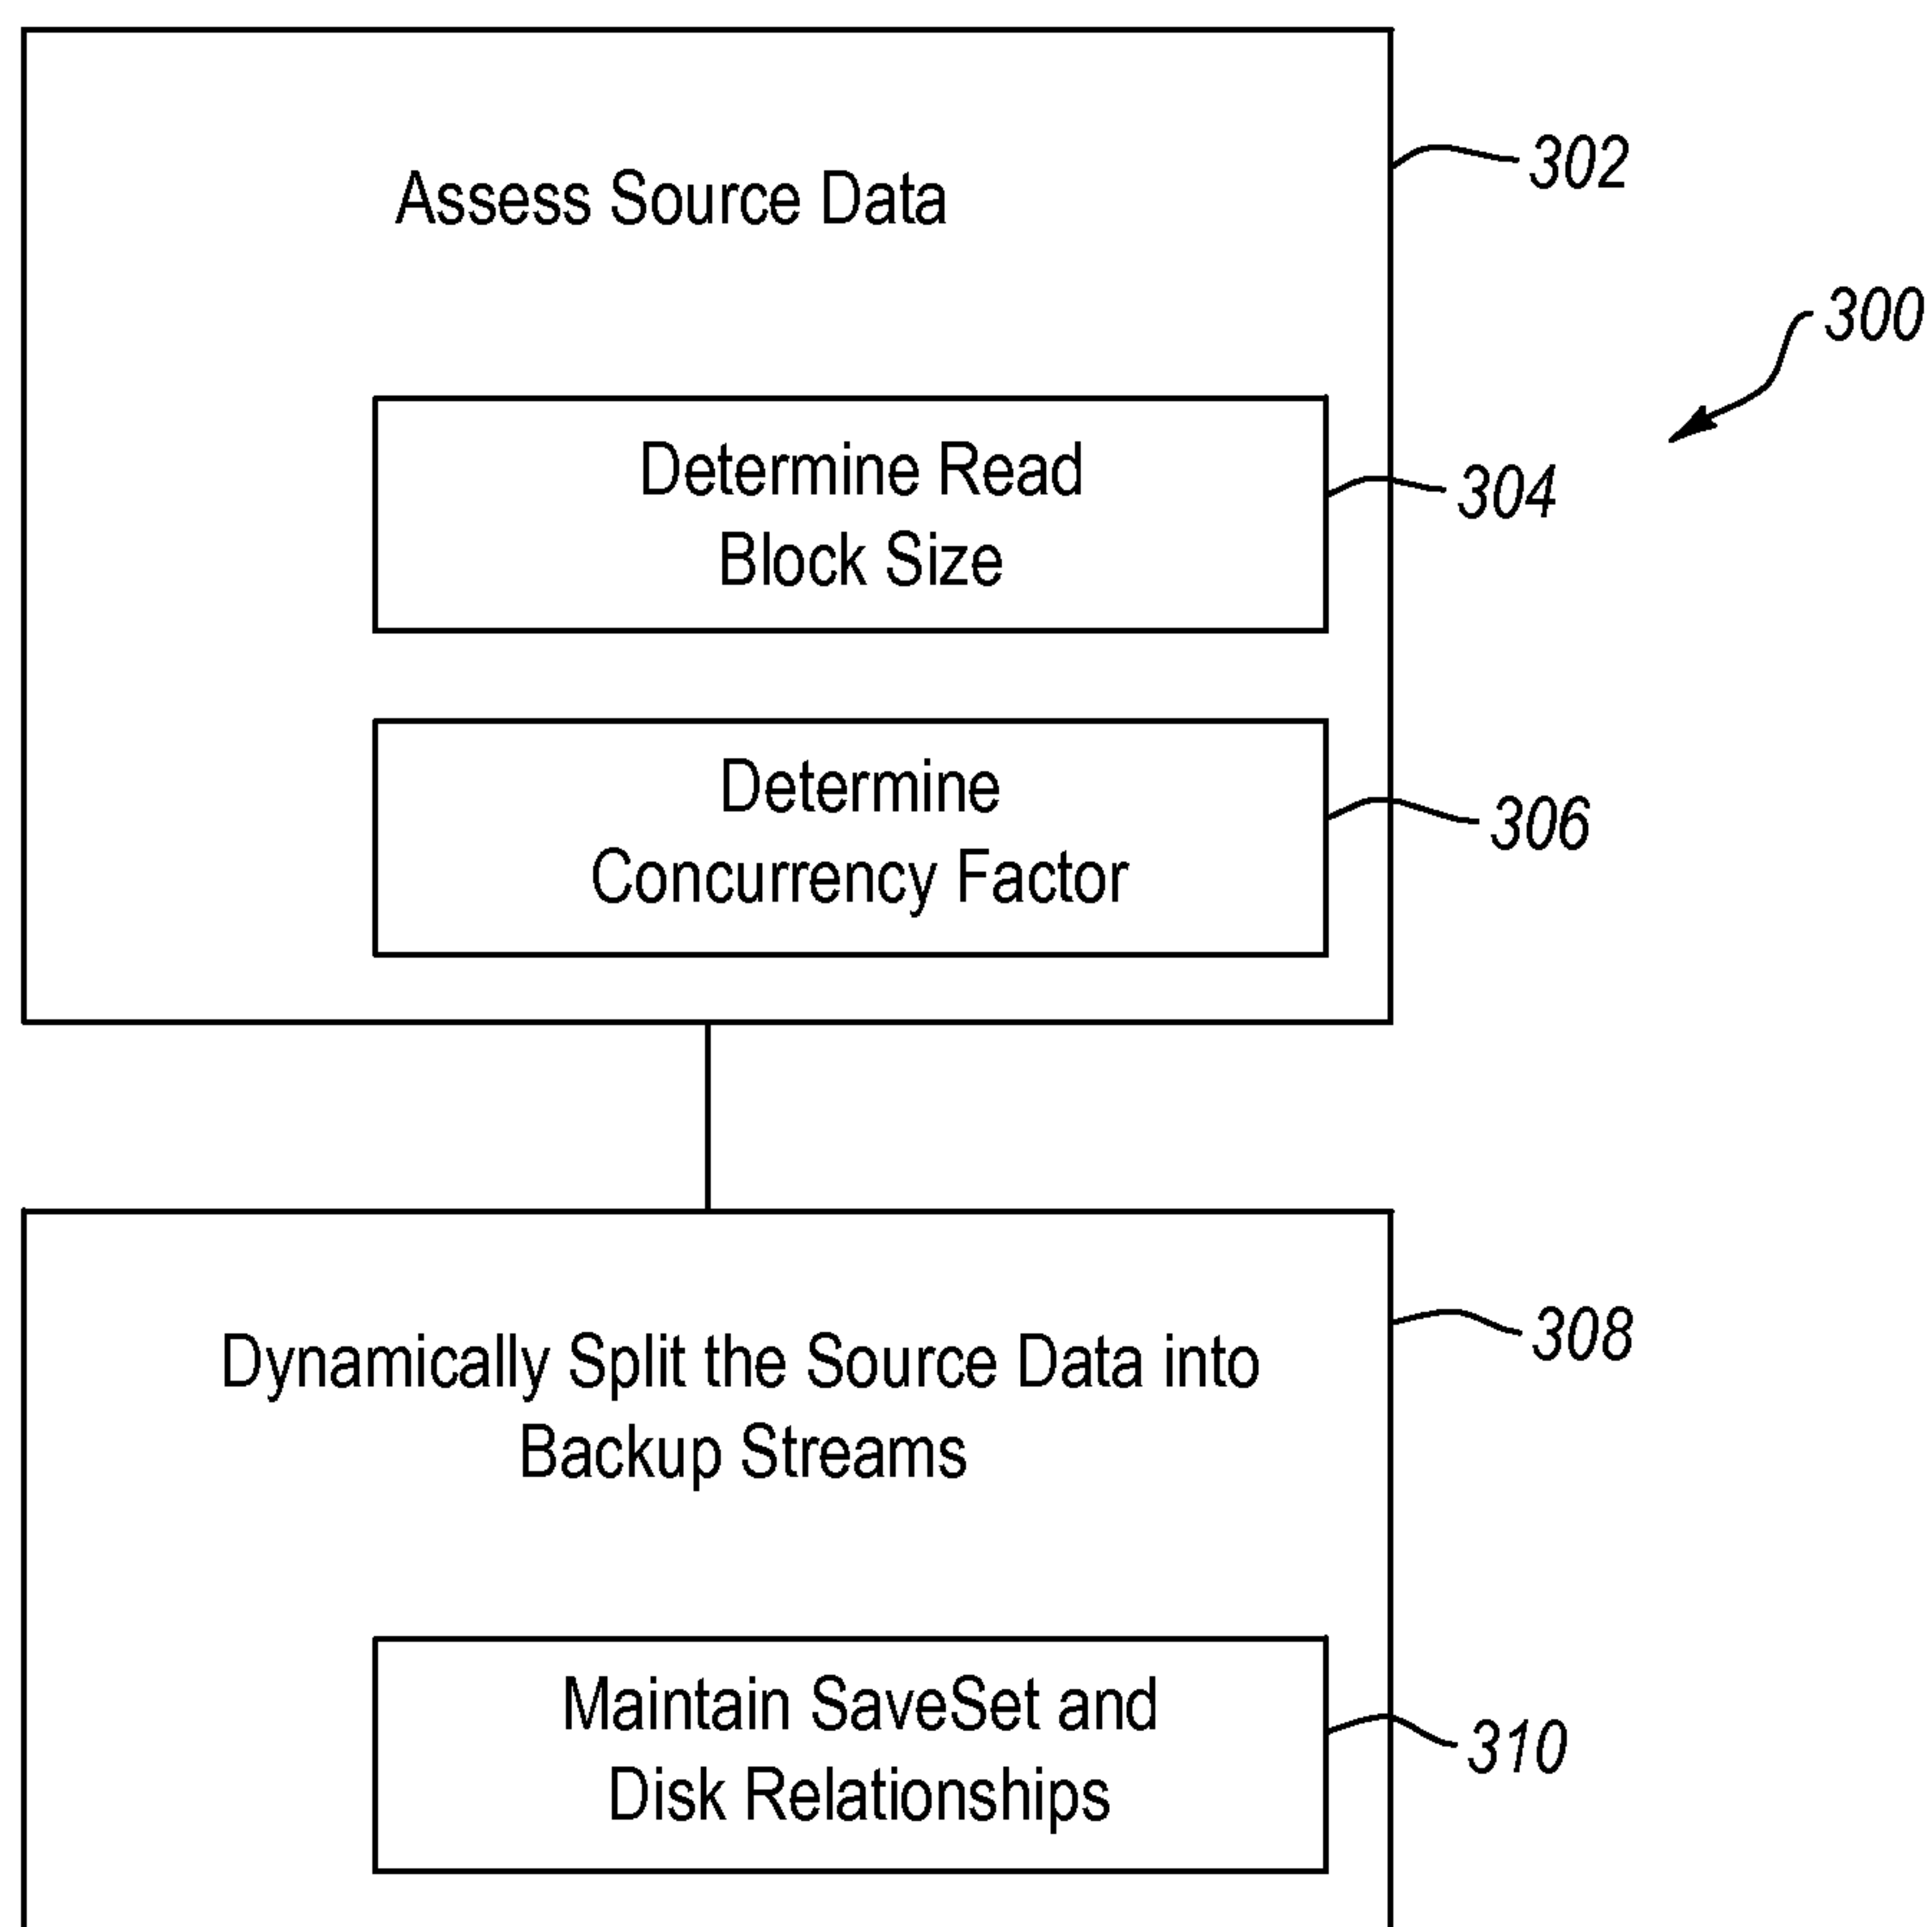 Assess Source Data
302
300
Determine Read
Block Size
304
Determine
Concurrency Factor
306
Dynamically Split the Source Data into
Backup Streams
308
Maintain SaveSet and
Disk Relationships
310